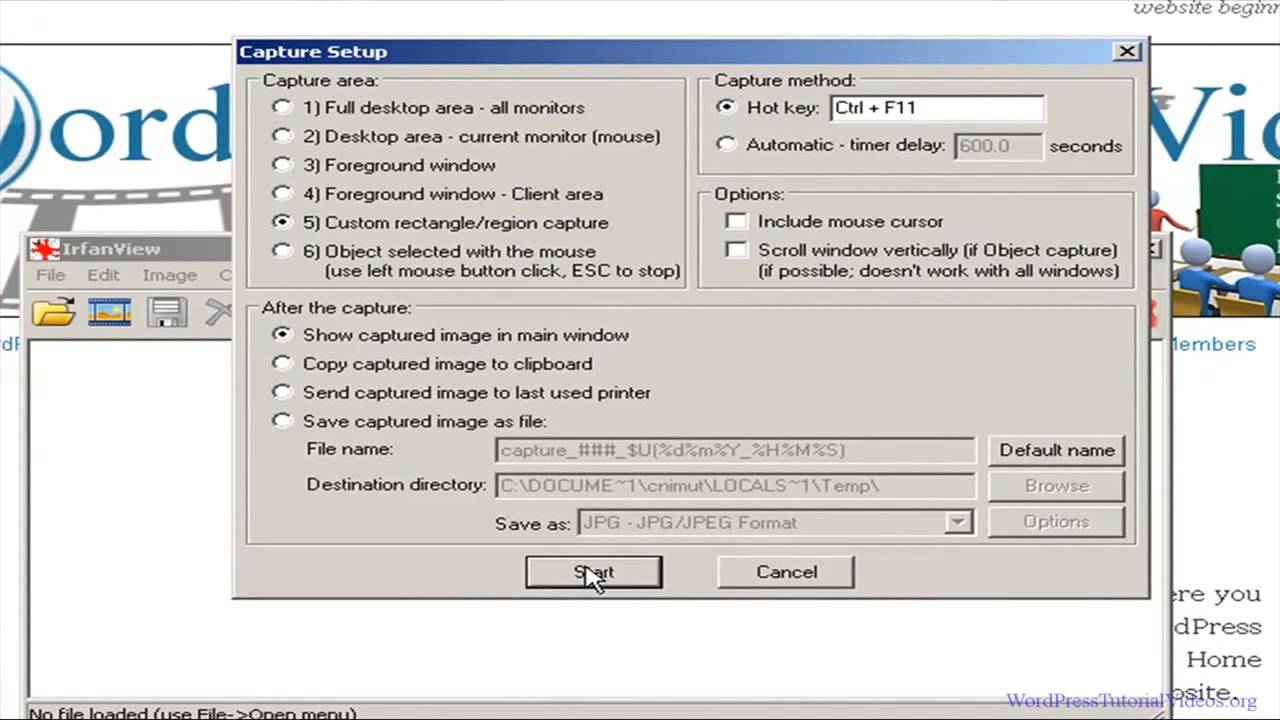 website beginn
ord
Vi
Capture Setup
Capture area:
1) Full desktop area - all monitors
2) Desktop area - current monitor (mouse)
3) Foreground window
4) Foreground window - Client area
5) Custom rectangle/region capture
6) Object selected with the mouse
(use left mouse button click, ESC to stop)
Capture method:
Hot key: Ctrl + F11
Automatic - timer delay: 600.0 seconds
Options:
Include mouse cursor
Scroll window vertically (if Object capture)
(if possible; doesn't work with all windows)
After the capture:
Show captured image in main window
Copy captured image to clipboard
Send captured image to last used printer
Save captured image as file:
File name: capture_###_$U(%d%m%Y_%H%M%S) Default name
Destination directory: C:\DOCUME~1\cnimut\LOCALS~1\Temp\ Browse
Save as: JPG - JPG/JPEG Format Options
Start Cancel
IrfanView
File Edit Image
Members
ere you
dPress
Home
osite.
No file loaded (use File->Open menu)
WordPressTutorialVideos.org